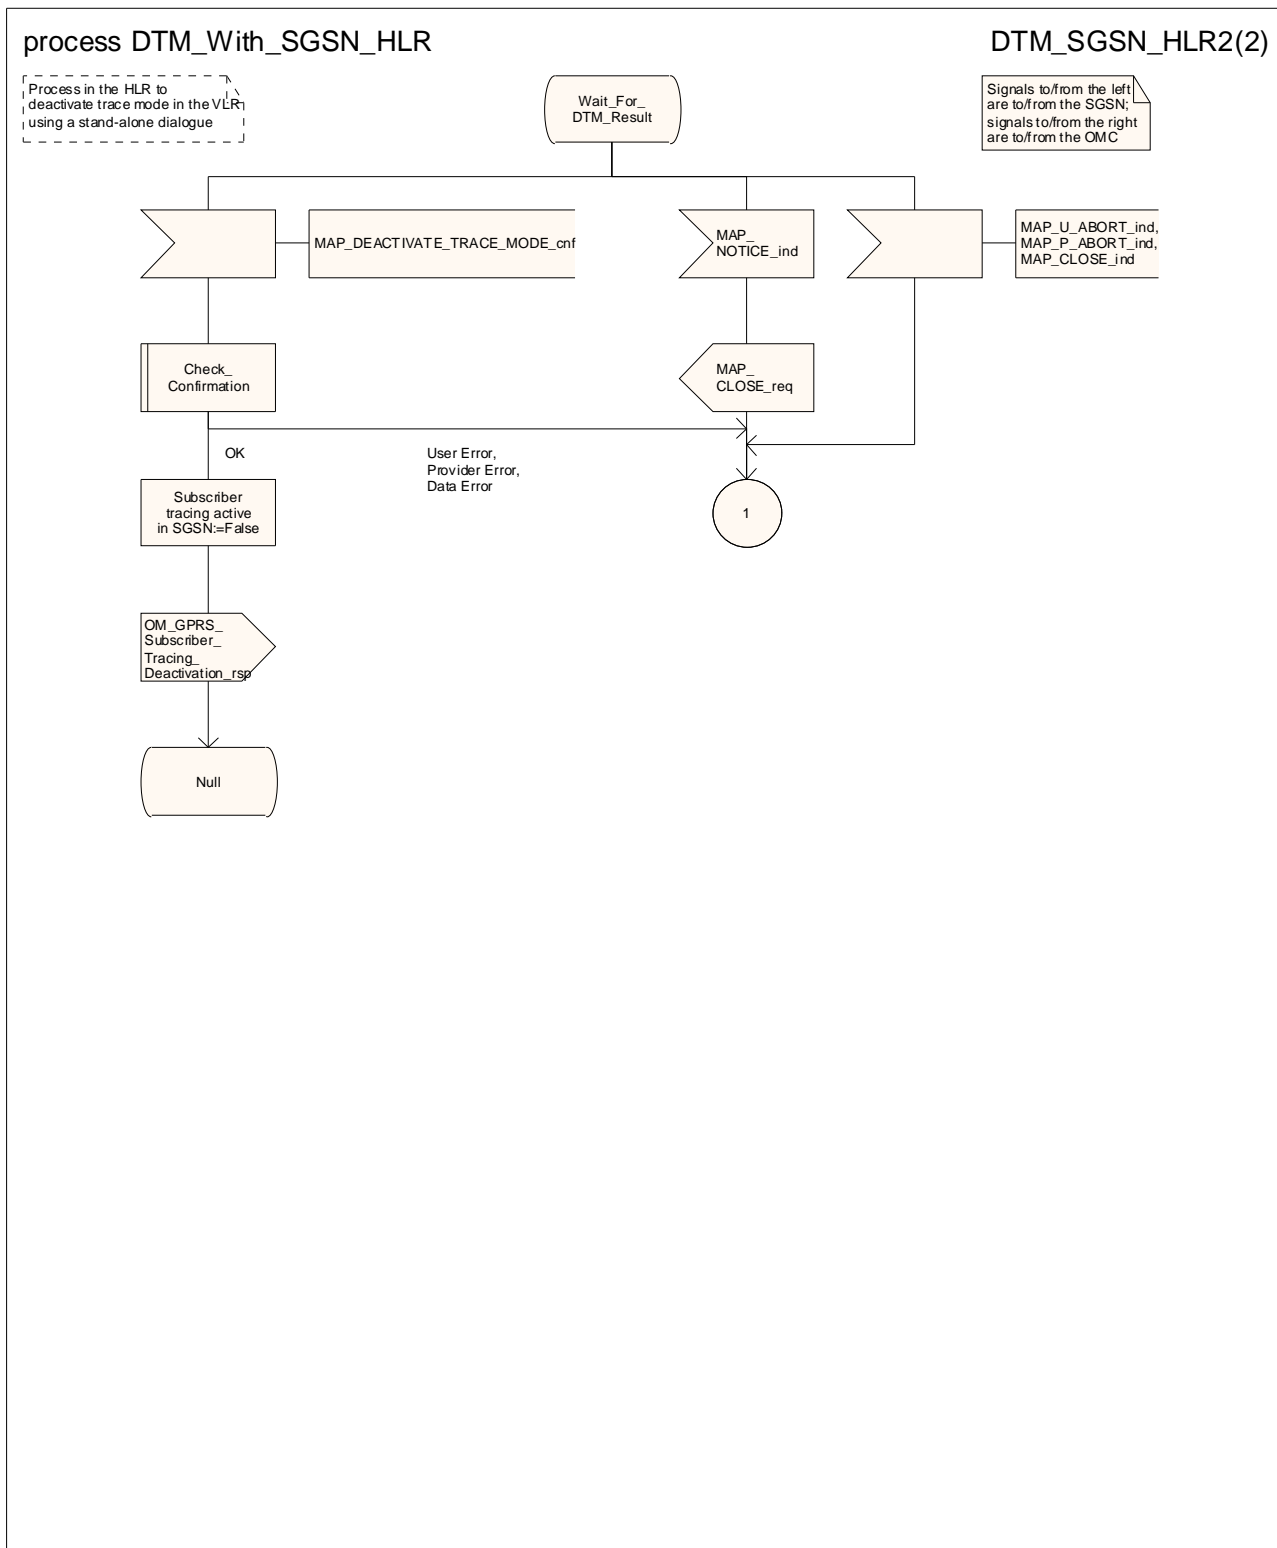 process DTM_With_SGSN_HLR
DTM_SGSN_HLR2(2)
Process in the HLR to
deactivate trace mode in the VLR
using a stand-alone dialogue
Wait_For_
DTM_Result
Signals to/from the left
are to/from the SGSN;
signals to/from the right
are to/from the OMC
MAP_DEACTIVATE_TRACE_MODE_cnf
MAP_
NOTICE_ind
MAP_U_ABORT_ind,
MAP_P_ABORT_ind,
MAP_CLOSE_ind
Check_
Confirmation
MAP_
CLOSE_req
OK
User Error,
Provider Error,
Data Error
Subscriber
tracing active
in SGSN:=False
1
OM_GPRS_
Subscriber_
Tracing_
Deactivation_rsp
Null